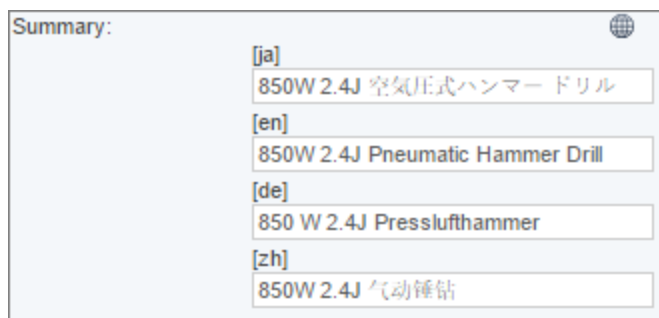 Summary:
[ja]
850W 2.4J 空気圧式ハンマー ドリル
[en]
850W 2.4J Pneumatic Hammer Drill
[de]
850 W 2.4J Presslufthammer
[zh]
850W 2.4J 气动锤钻